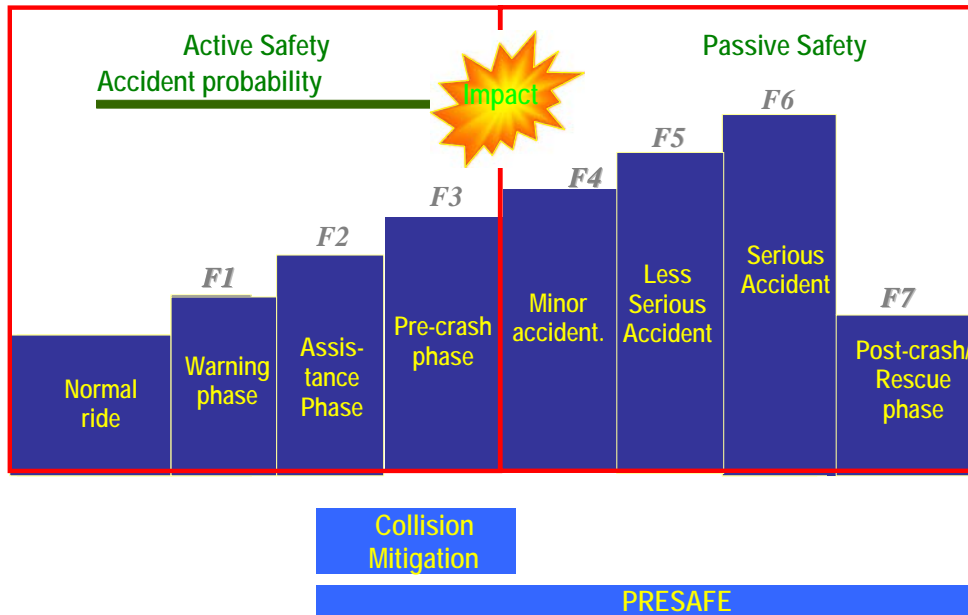 Active Safety
Accident probability
Impact
Passive Safety
F1
F2
F3
F4
F5
F6
F7
Normal
ride
Warning
phase
Assis-
tance
Phase
Pre-crash
phase
Minor
accident.
Less
Serious
Accident
Serious
Accident
Post-crash/
Rescue
phase
Collision
Mitigation
PRESAFE